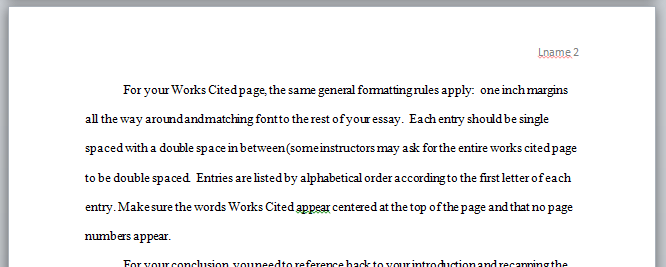 Lname 2
For your Works Cited page, the same general formatting rules apply:  one inch margins
all the way around and matching font to the rest of your essay.  Each entry should be single
spaced with a double space in between (some instructors may ask for the entire works cited page
to be double spaced.  Entries are listed by alphabetical order according to the first letter of each
entry. Make sure the words Works Cited appear centered at the top of the page and that no page
numbers appear.
For your conclusion, you need to reference back to your introduction and recapping the